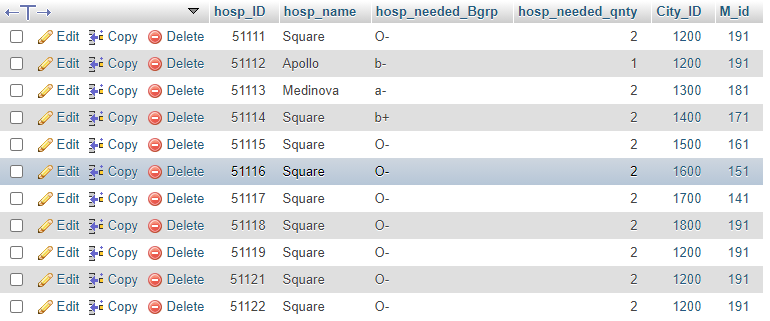 hosp_ID hosp_name hosp_needed_Bgrp hosp_needed_qnty City_ID M_id
Edit Copy Delete 51111 Square O- 2 1200 191
Edit Copy Delete 51112 Apollo b- 1 1200 191
Edit Copy Delete 51113 Medinova a- 2 1300 181
Edit Copy Delete 51114 Square b+ 2 1400 171
Edit Copy Delete 51115 Square O- 2 1500 161
Edit Copy Delete 51116 Square O- 2 1600 151
Edit Copy Delete 51117 Square O- 2 1700 141
Edit Copy Delete 51118 Square O- 2 1800 191
Edit Copy Delete 51119 Square O- 2 1200 191
Edit Copy Delete 51121 Square O- 2 1200 191
Edit Copy Delete 51122 Square O- 2 1200 191